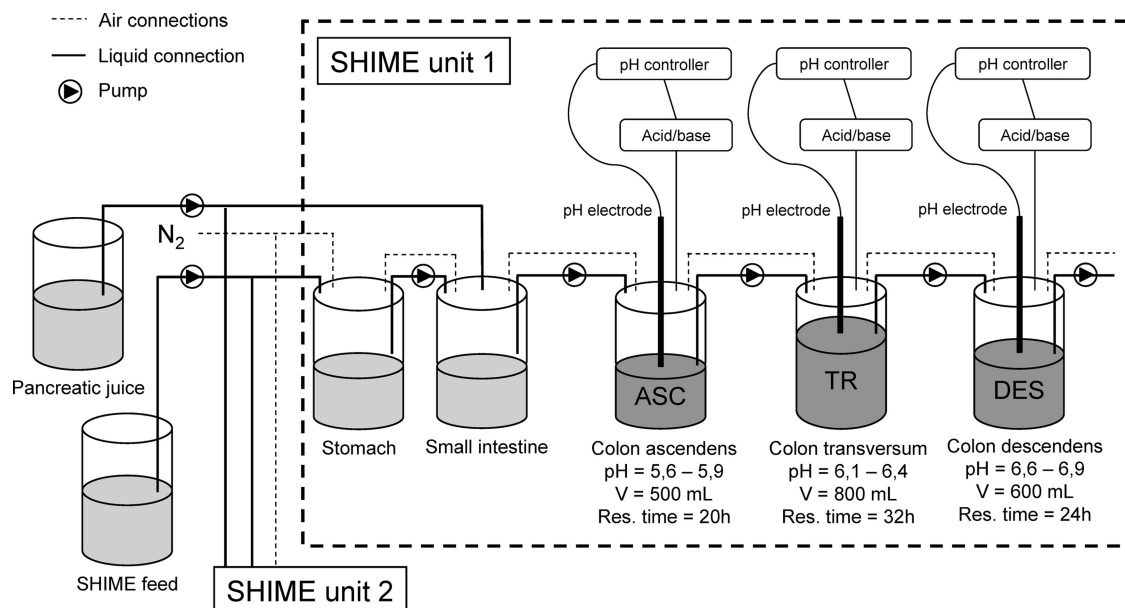 Air connections
Liquid connection
Pump
SHIME unit 1
pH controller
pH controller
pH controller
Acid/base
Acid/base
Acid/base
pH electrode
pH electrode
pH electrode
N2
Pancreatic juice
SHIME feed
Stomach
Small intestine
ASC
TR
DES
Colon ascendens
pH = 5,6 – 5,9
V = 500 mL
Res. time = 20h
Colon transversum
pH = 6,1 – 6,4
V = 800 mL
Res. time = 32h
Colon descendens
pH = 6,6 – 6,9
V = 600 mL
Res. time = 24h
SHIME unit 2